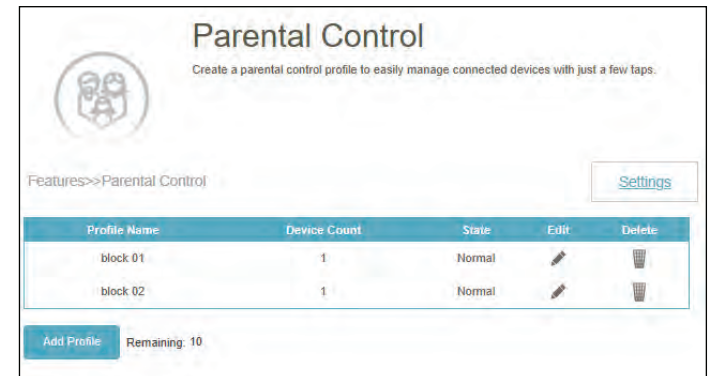 Parental Control
Create a parental control profile to easily manage connected devices with just a few taps.
Features>>Parental Control
Settings
Profile Name Device Count State Edit Delete
block 01 1 Normal
block 02 1 Normal
Add Profile Remaining: 10